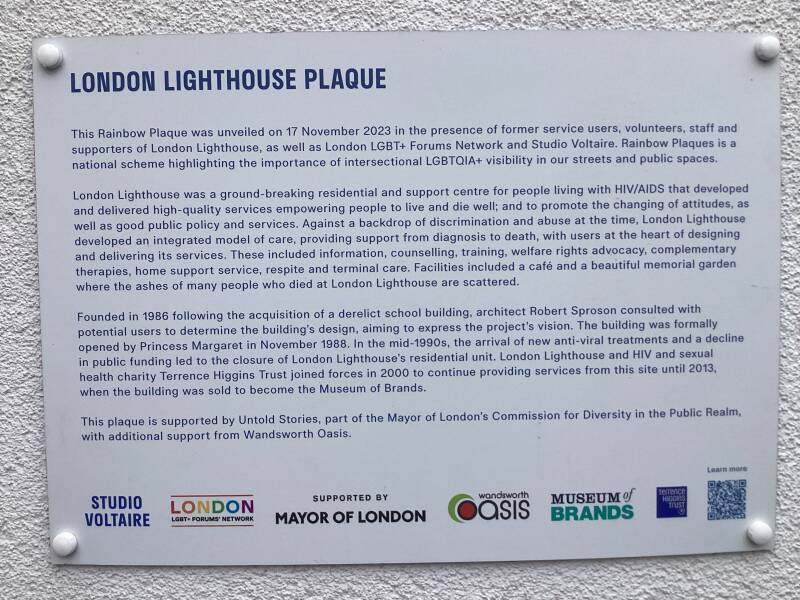 LONDON LIGHTHOUSE PLAQUE
This Rainbow Plaque was unveiled on 17 November 2023 in the presence of former service users, volunteers, staff and
supporters of London Lighthouse, as well as London LGBT+ Forums Network and Studio Voltaire. Rainbow Plaques is a
national scheme highlighting the importance of intersectional LGBTQIA+ visibility in our streets and public spaces.
London Lighthouse was a ground-breaking residential and support centre for people living with HIV/AIDS that developed
and delivered high-quality services empowering people to live and die well; and to promote the changing of attitudes, as
well as good public policy and services. Against a backdrop of discrimination and abuse at the time, London Lighthouse
developed an integrated model of care, providing support from diagnosis to death, with users at the heart of designing
and delivering its services. These included information, counselling, training, welfare rights advocacy, complementary
therapies, home support service, respite and terminal care. Facilities included a café and a beautiful memorial garden
where the ashes of many people who died at London Lighthouse are scattered.
Founded in 1986 following the acquisition of a derelict school building, architect Robert Sproson consulted with
potential users to determine the building's design, aiming to express the project's vision. The building was formally
opened by Princess Margaret in November 1988. In the mid-1990s, the arrival of new anti-viral treatments and a decline
in public funding led to the closure of London Lighthouse's residential unit. London Lighthouse and HIV and sexual
health charity Terrence Higgins Trust joined forces in 2000 to continue providing services from this site until 2013,
when the building was sold to become the Museum of Brands.
This plaque is supported by Untold Stories, part of the Mayor of London's Commission for Diversity in the Public Realm,
with additional support from Wandsworth Oasis.
Learn more
STUDIO
VOLTAIRE
LONDON
LGBT+ FORUMS' NETWORK
SUPPORTED BY
MAYOR OF LONDON
wandsworth
OASIS
MUSEUM of
BRANDS
TERRENCE
HIGGINS
TRUST